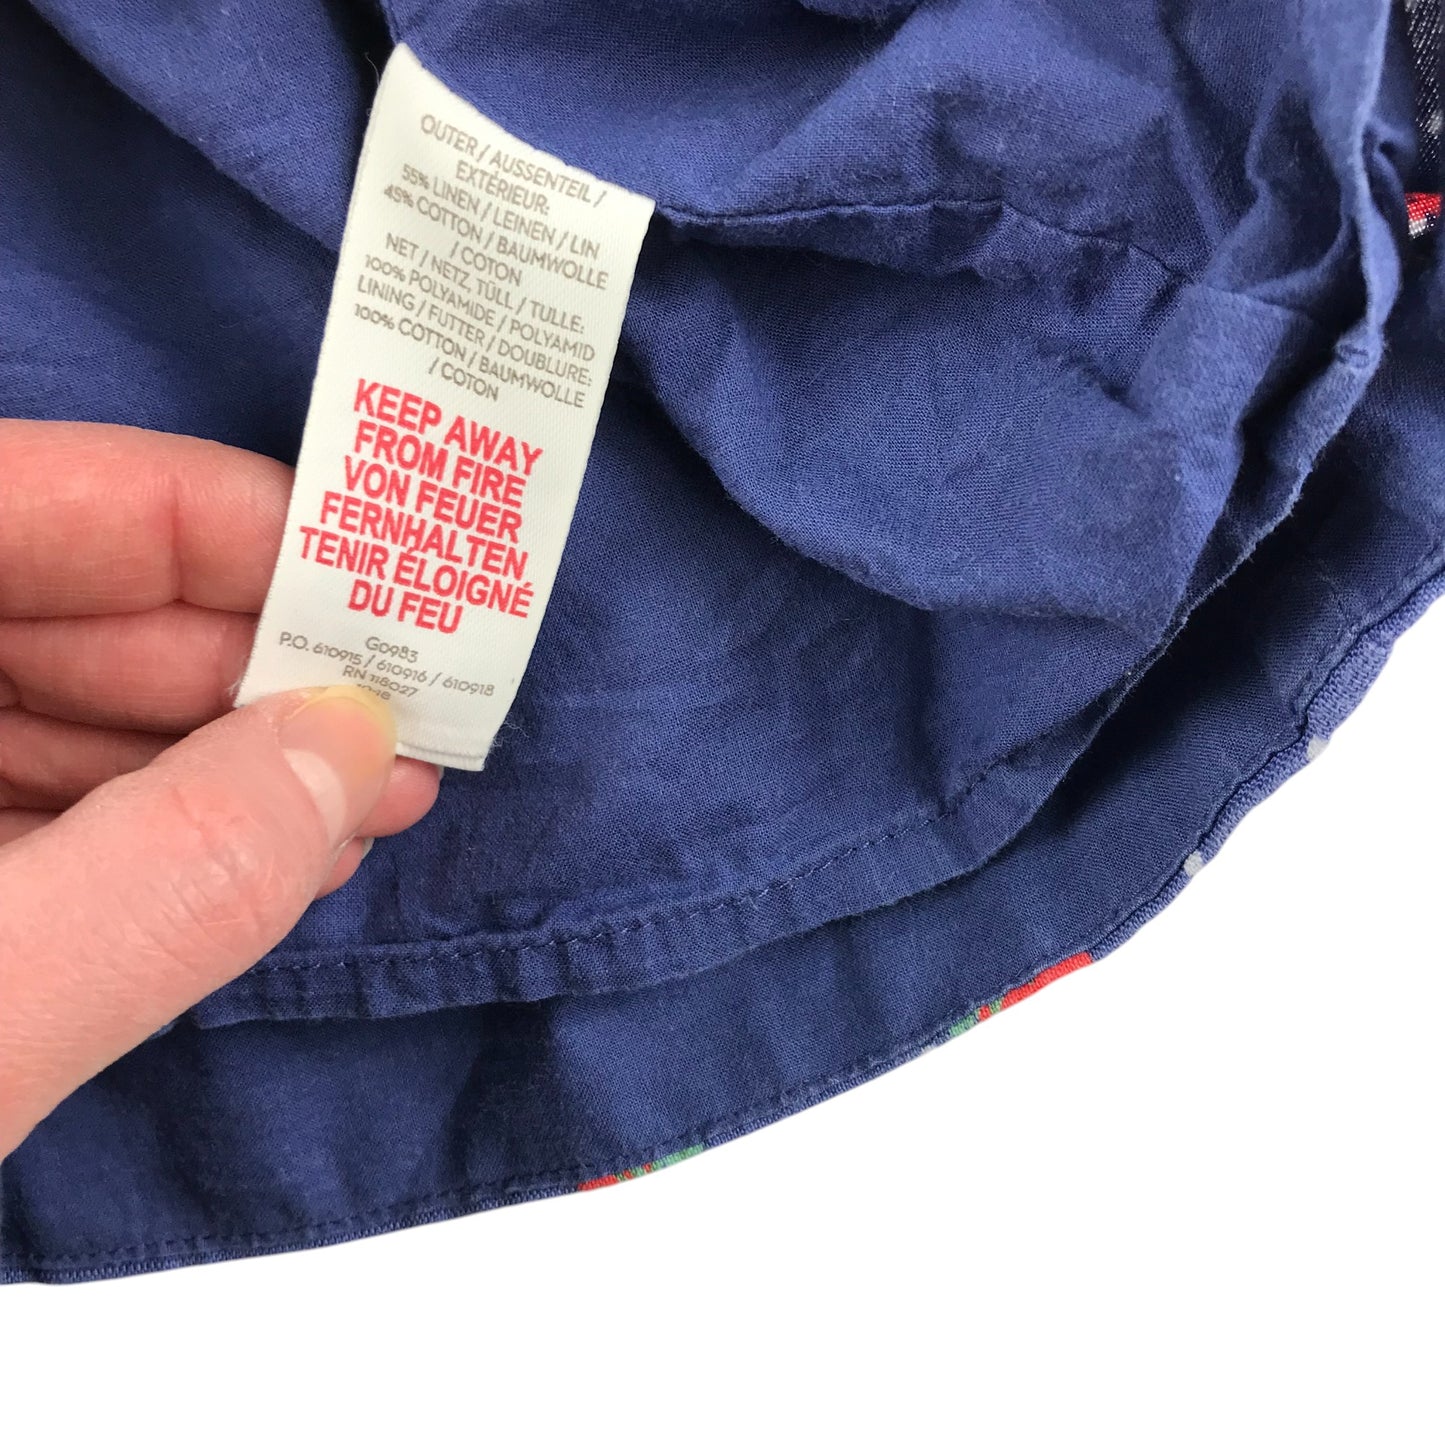 OUTER / AUSSENTEIL /
EXTÉRIEUR:
55% LINEN / LEINEN / LIN
45% COTTON / BAUMWOLLE
/ COTON
NET / NETZ, TÜLL / TULLE:
100% POLYAMIDE / POLYAMID
LINING / FUTTER / DOUBLURE:
100% COTTON / BAUMWOLLE
/ COTON
KEEP AWAY
FROM FIRE
VON FEUER
FERNHALTEN
TENIR ÉLOIGNÉ
DU FEU
G0983
P.O. 610915 / 610916 / 610918
RN 118027